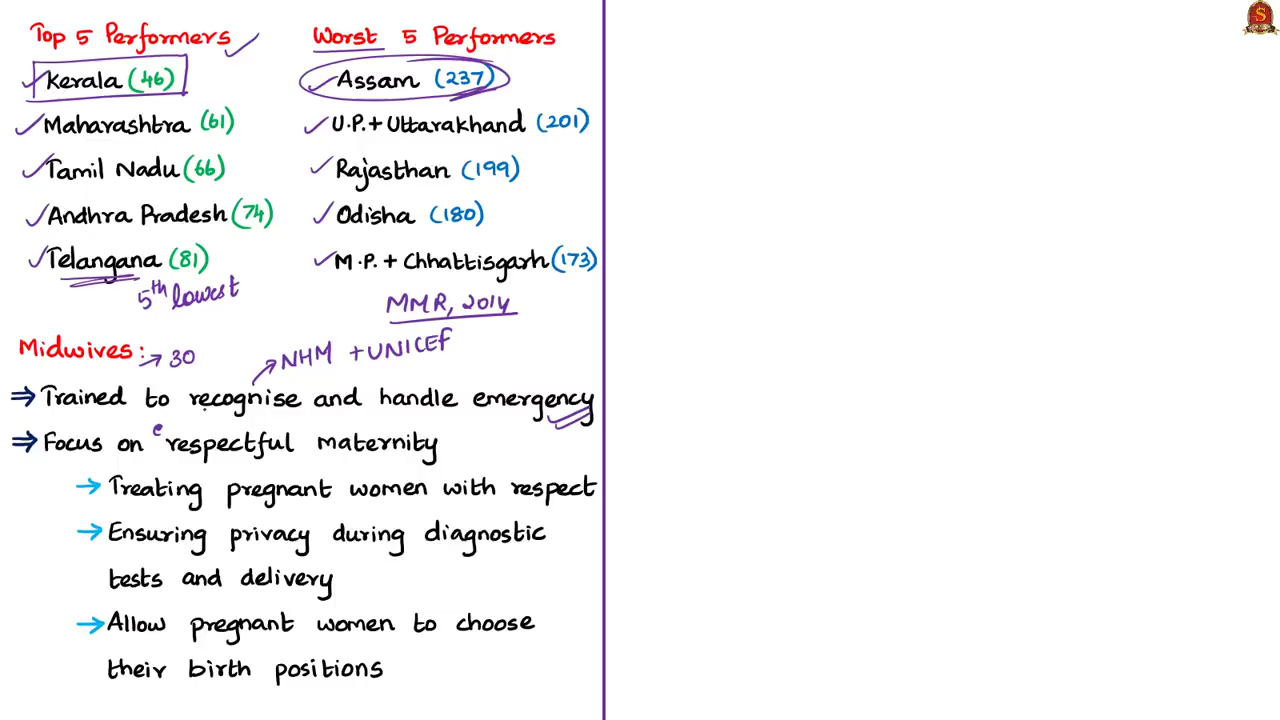 Top 5 Performers
Kerala (46)
Maharashtra (61)
Tamil Nadu (66)
Andhra Pradesh (74)
Telangana (81)
5th lowest
Worst 5 Performers
Assam (237)
U.P. + Uttarakhand (201)
Rajasthan (199)
Odisha (180)
M.P. + Chhattisgarh (173)
MMR, 2014
Midwives : → 30
NHM + UNICEF
⇒ Trained to recognise and handle emergency
⇒ Focus on respectful maternity
→ Treating pregnant women with respect
→ Ensuring privacy during diagnostic
tests and delivery
→ Allow pregnant women to choose
their birth positions